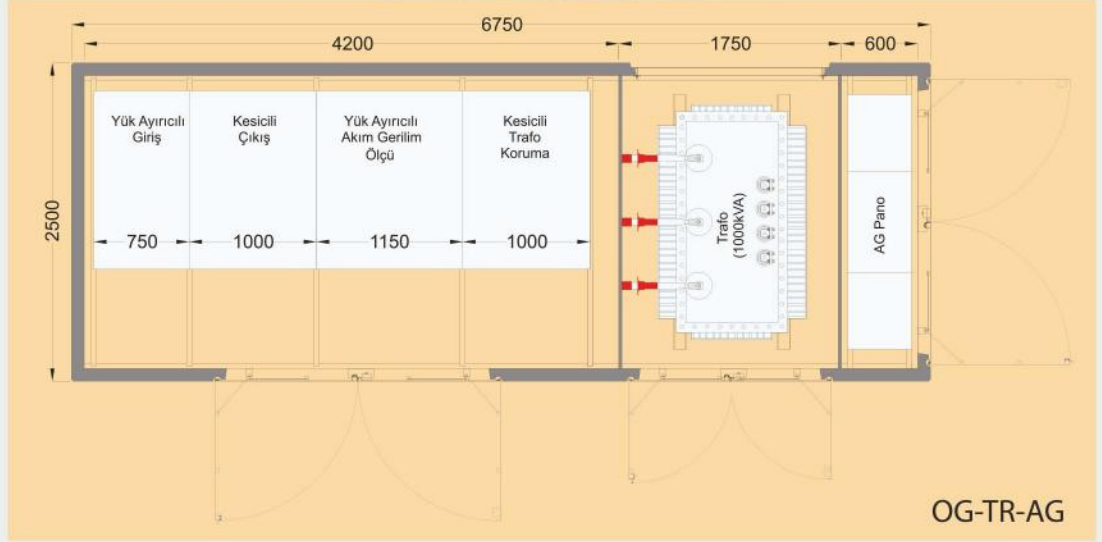 6750
4200
1750
600
2500
Yük Ayırıcılı
Giriş
Kesicili
Çıkış
Yük Ayırıcılı
Akım Gerilim
Ölçü
Kesicili
Trafo
Koruma
750
1000
1150
1000
Trafo
(1000kVA)
AG Pano
OG-TR-AG